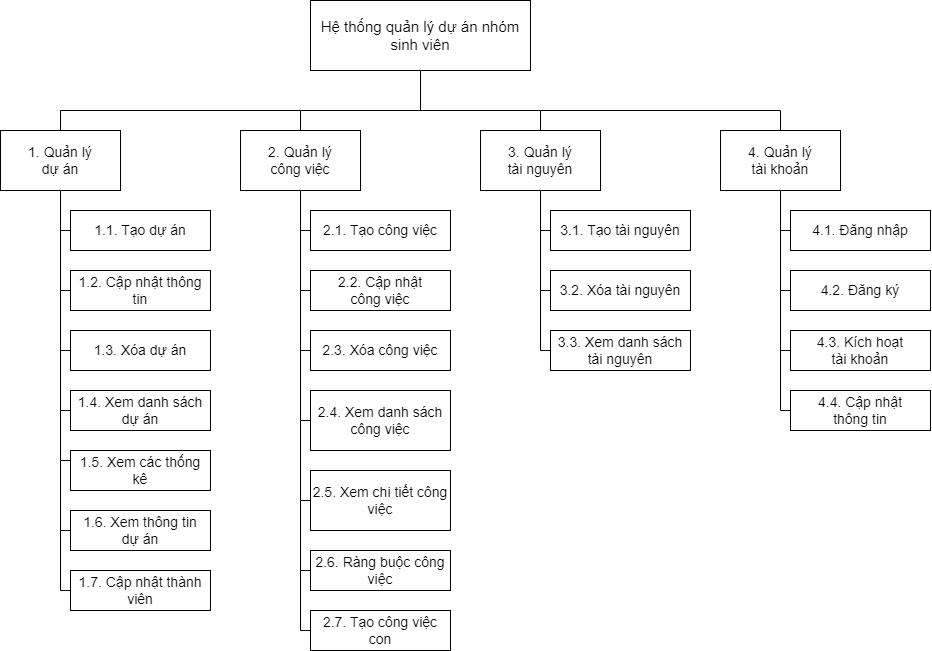 Hệ thống quản lý dự án nhóm
sinh viên
1. Quản lý
dự án
2. Quản lý
công việc
3. Quản lý
tài nguyên
4. Quản lý
tài khoản
1.1. Tạo dự án
1.2. Cập nhật thông
tin
1.3. Xóa dự án
1.4. Xem danh sách
dự án
1.5. Xem các thống
kê
1.6. Xem thông tin
dự án
1.7. Cập nhật thành
viên
2.1. Tạo công việc
2.2. Cập nhật
công việc
2.3. Xóa công việc
2.4. Xem danh sách
công việc
2.5. Xem chi tiết công
việc
2.6. Ràng buộc công
việc
2.7. Tạo công việc
con
3.1. Tạo tài nguyên
3.2. Xóa tài nguyên
3.3. Xem danh sách
tài nguyên
4.1. Đăng nhập
4.2. Đăng ký
4.3. Kích hoạt
tài khoản
4.4. Cập nhật
thông tin